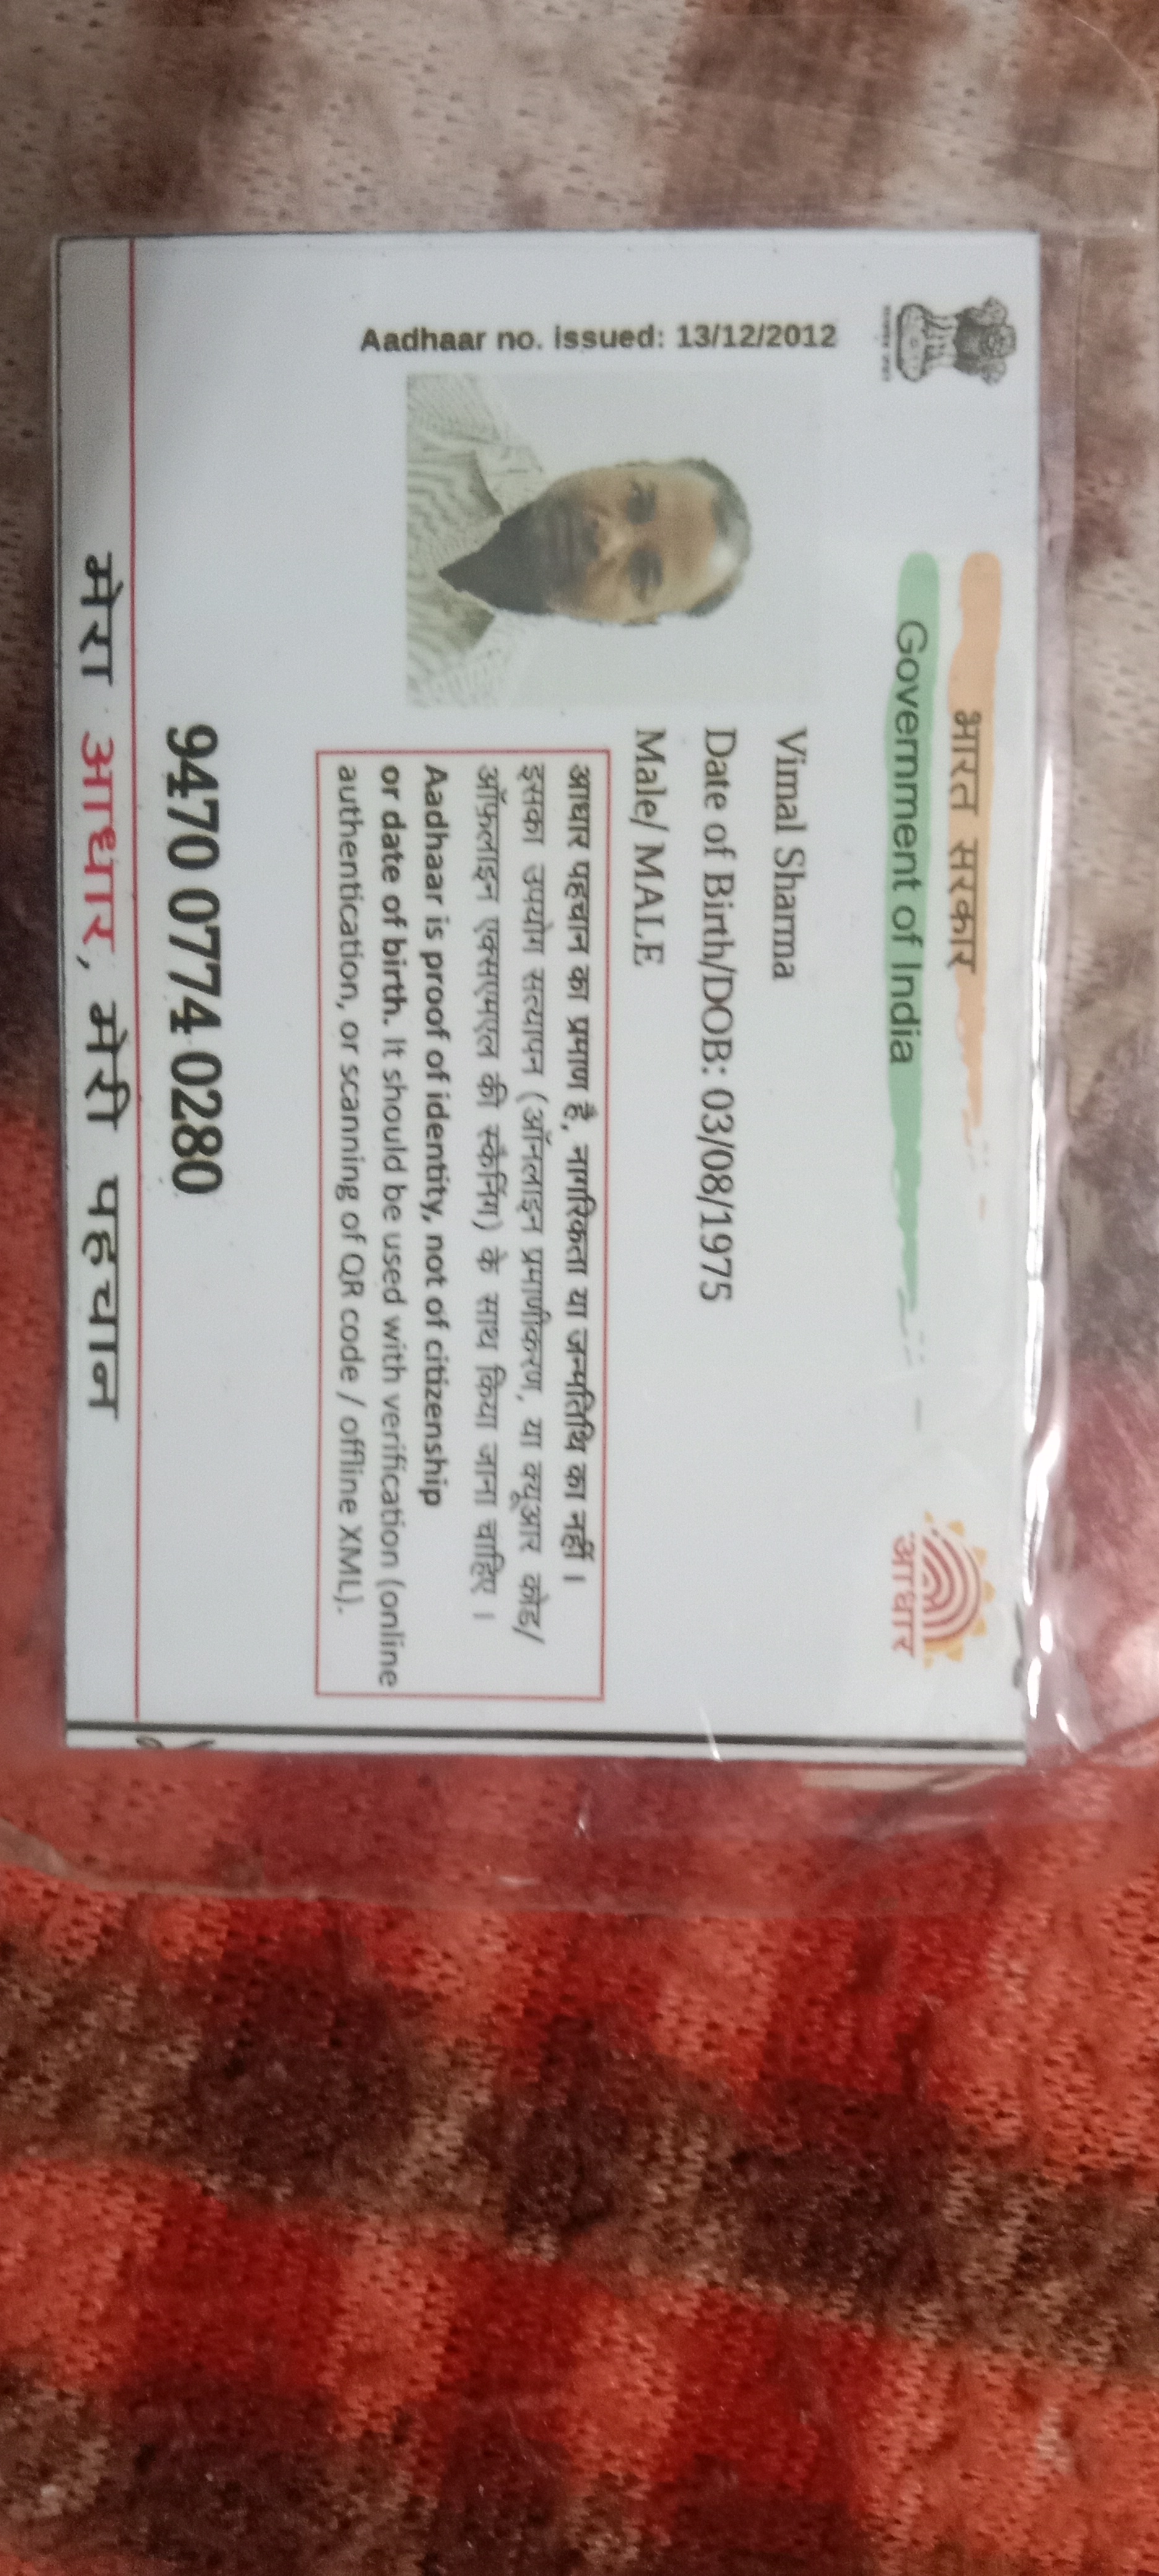 भारत सरकार
Government of India
आधार
Aadhaar no. issued: 13/12/2012
Vimal Sharma
Date of Birth/DOB: 03/08/1975
Male/ MALE
आधार पहचान का प्रमाण है, नागरिकता या जन्मतिथि का नहीं ।
इसका उपयोग सत्यापन (ऑनलाइन प्रमाणीकरण, या क्यूआर कोड/
ऑफलाइन एक्सएमएल की स्कैनिंग) के साथ किया जाना चाहिए ।
Aadhaar is proof of identity, not of citizenship
or date of birth. It should be used with verification (online
authentication, or scanning of QR code / offline XML).
9470 0774 0280
मेरा आधार, मेरी पहचान